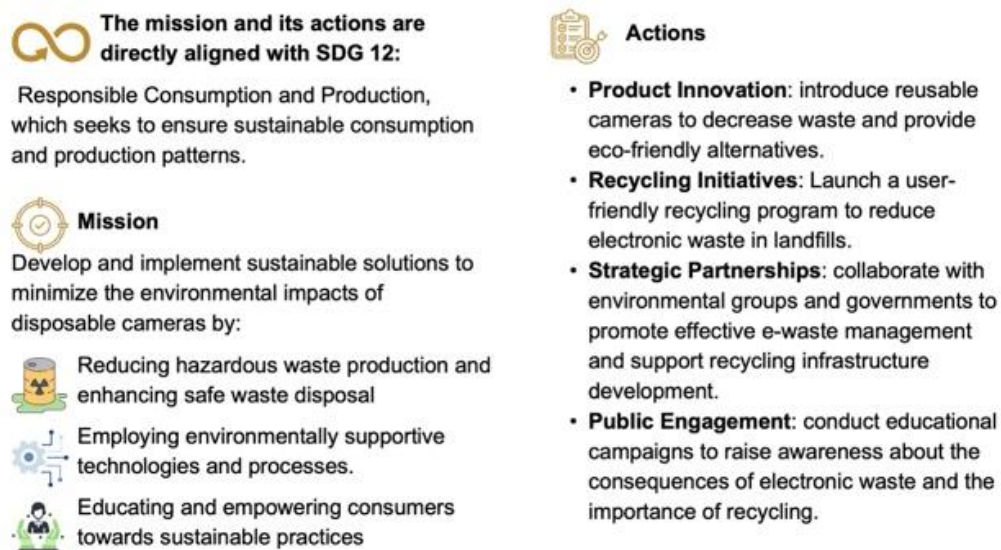 The mission and its actions are
directly aligned with SDG 12:
Responsible Consumption and Production,
which seeks to ensure sustainable consumption
and production patterns.
Mission
Develop and implement sustainable solutions to
minimize the environmental impacts of
disposable cameras by:
Reducing hazardous waste production and
enhancing safe waste disposal
Employing environmentally supportive
technologies and processes.
Educating and empowering consumers
towards sustainable practices
Actions
• Product Innovation: introduce reusable
cameras to decrease waste and provide
eco-friendly alternatives.
• Recycling Initiatives: Launch a user-
friendly recycling program to reduce
electronic waste in landfills.
• Strategic Partnerships: collaborate with
environmental groups and governments to
promote effective e-waste management
and support recycling infrastructure
development.
• Public Engagement: conduct educational
campaigns to raise awareness about the
consequences of electronic waste and the
importance of recycling.